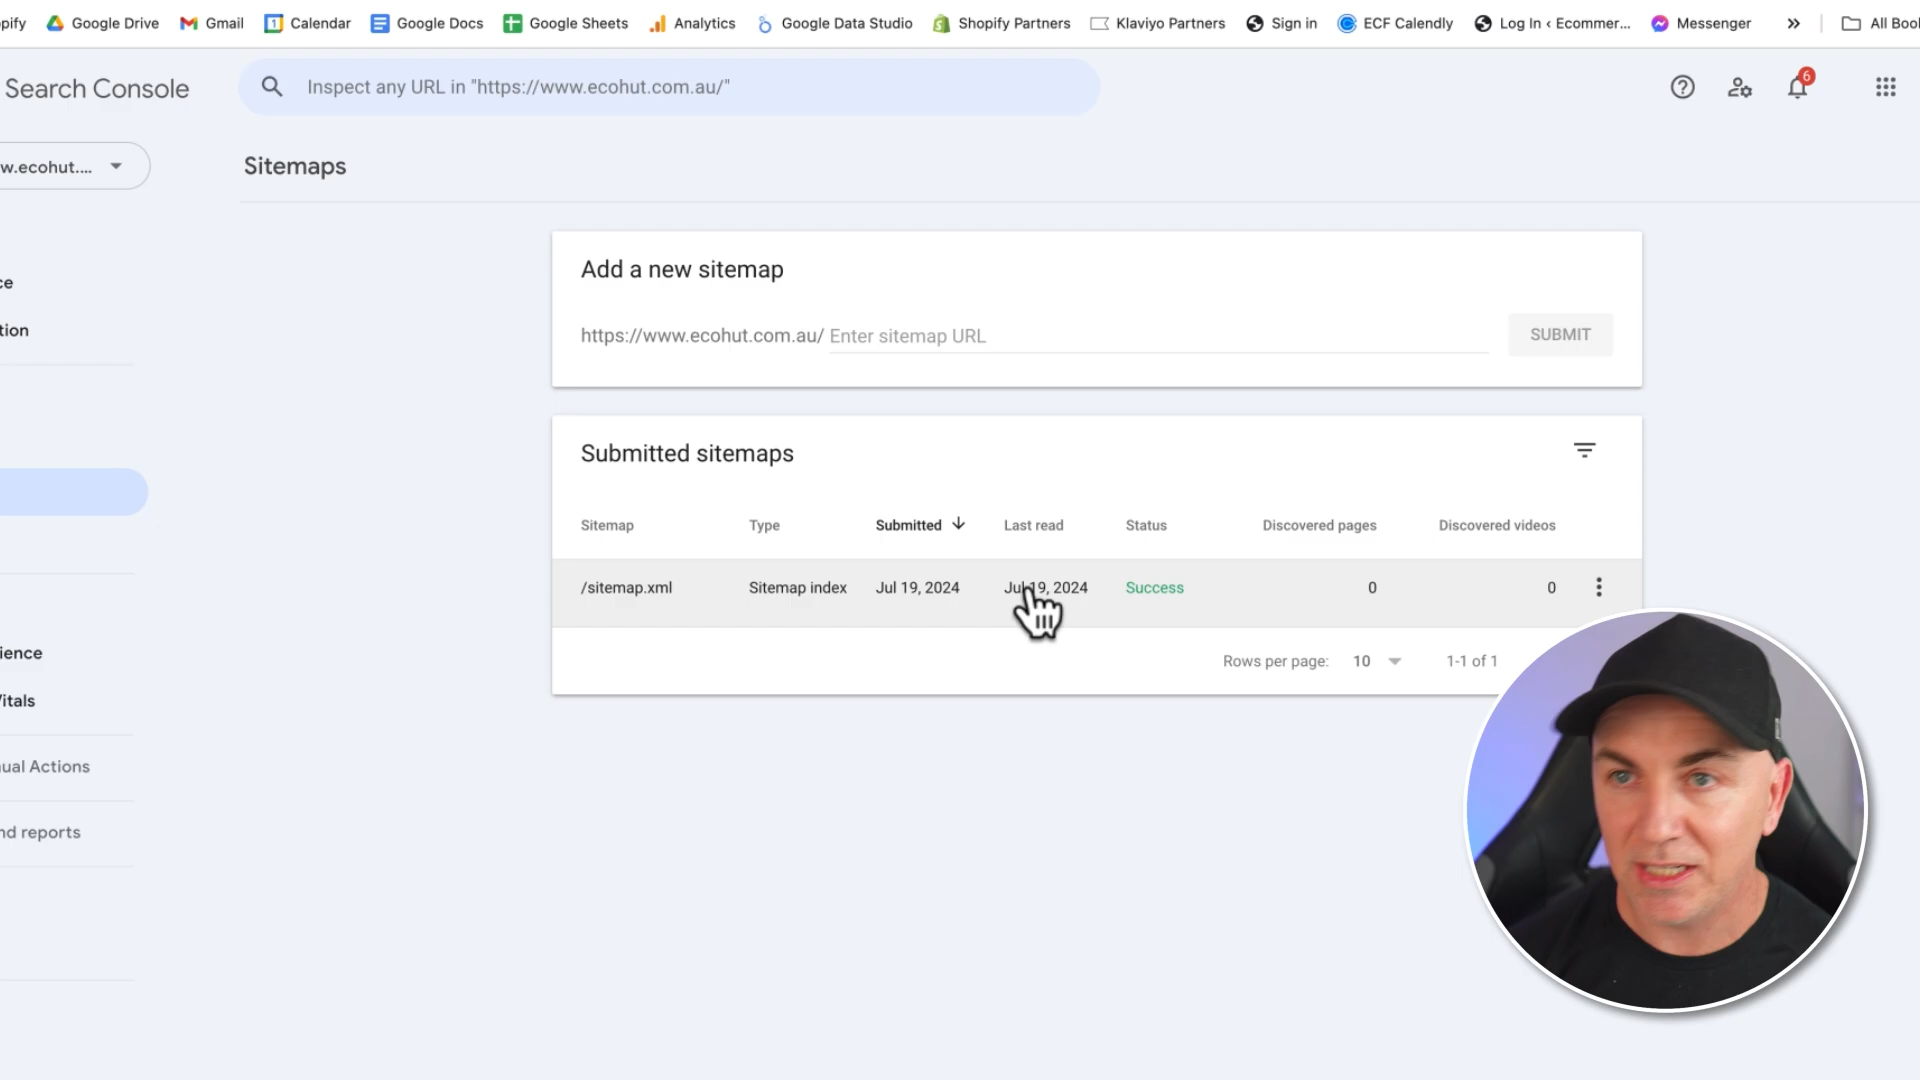 pify Google Drive Gmail 1 Calendar Google Docs Google Sheets Analytics Google Data Studio Shopify Partners Klaviyo Partners Sign in ECF Calendly Log In ‹ Ecommer... Messenger » All Boo
Search Console Inspect any URL in "https://www.ecohut.com.au/" 6
w.ecohut.... Sitemaps
Add a new sitemap
ce
tion https://www.ecohut.com.au/ Enter sitemap URL SUBMIT
Submitted sitemaps
Sitemap Type Submitted Last read Status Discovered pages Discovered videos
/sitemap.xml Sitemap index Jul 19, 2024 Jul 19, 2024 Success 0 0
ience Rows per page: 10 1-1 of 1
Vitals
ual Actions
nd reports